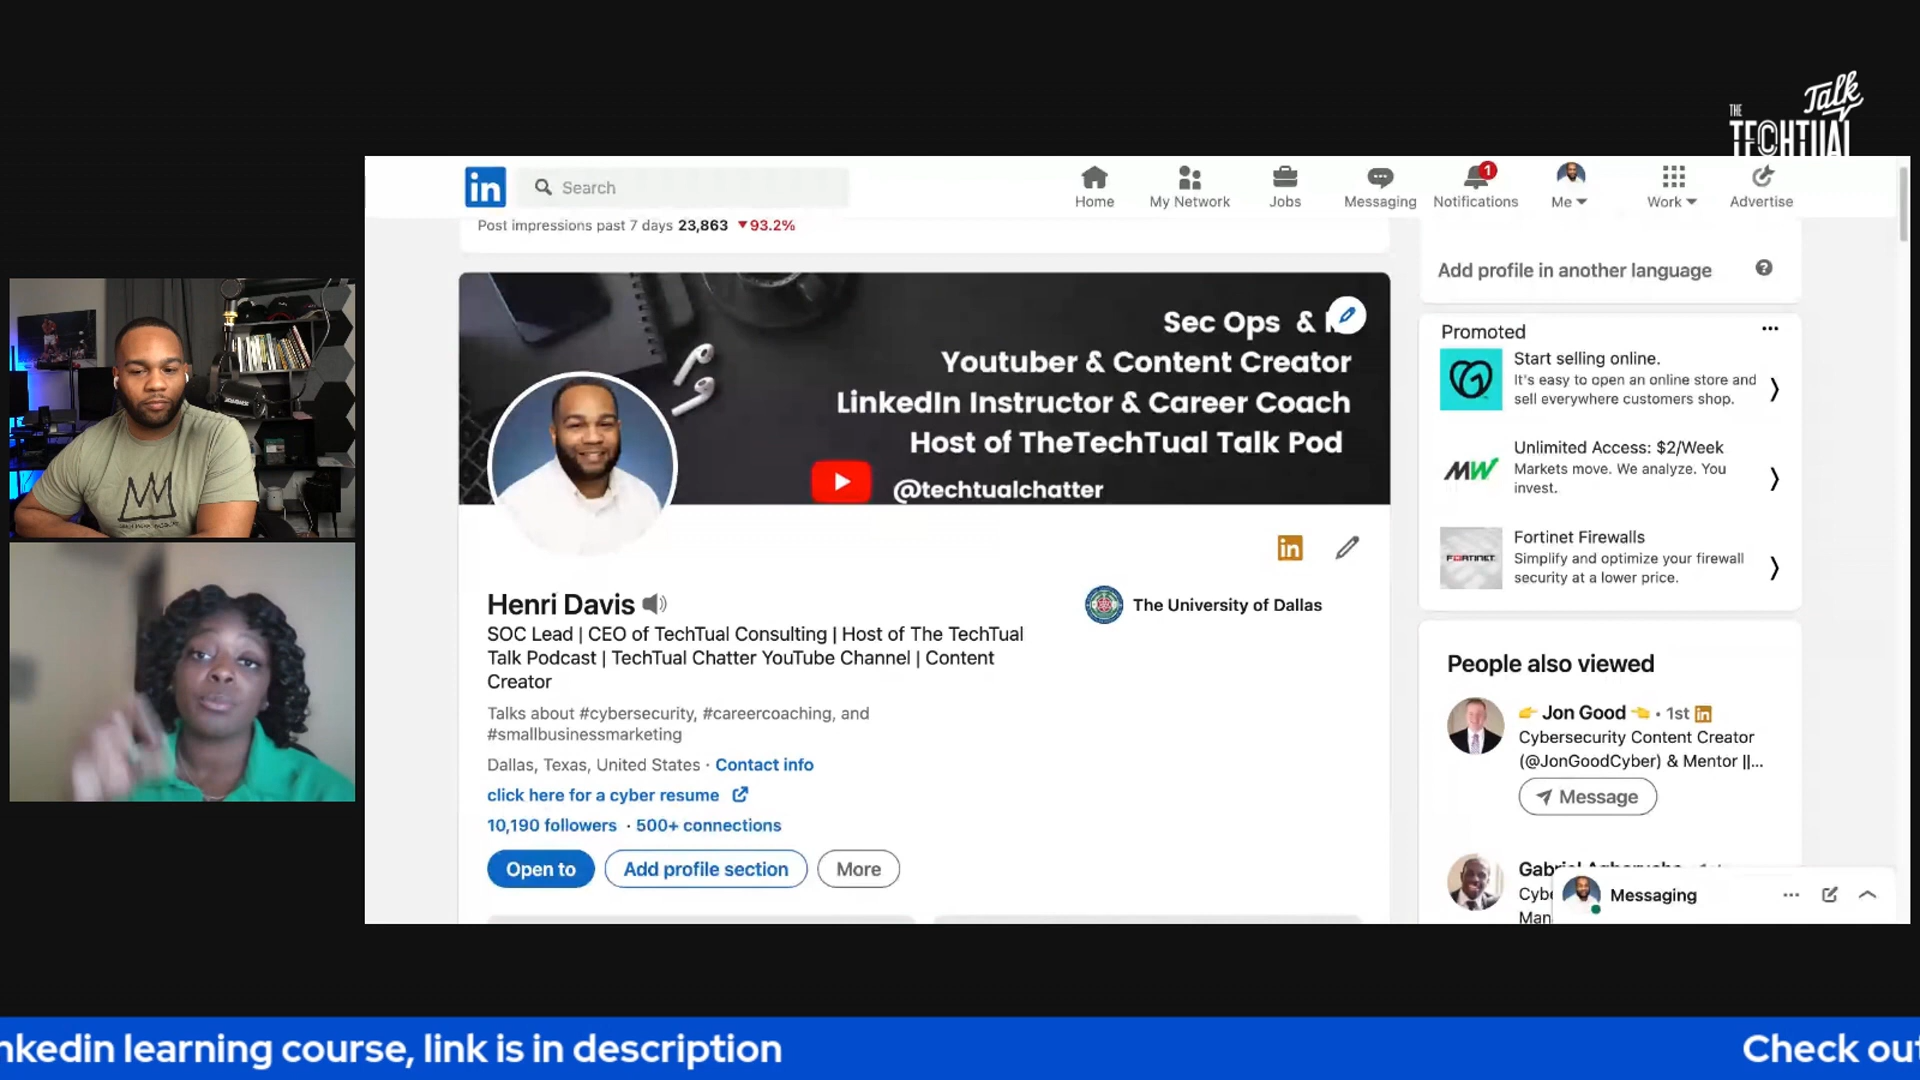 THE
Talk
TECHTUAL
in
Search
Home
My Network
Jobs
Messaging
1
Notifications
Me
Work
Advertise
Post impressions past 7 days 23,863 ▼93.2%
Add profile in another language
?
Sec Ops &
Youtuber & Content Creator
LinkedIn Instructor & Career Coach
Host of TheTechTual Talk Pod
@techtualchatter
in
Henri Davis
The University of Dallas
SOC Lead | CEO of TechTual Consulting | Host of The TechTual
Talk Podcast | TechTual Chatter YouTube Channel | Content
Creator
Talks about #cybersecurity, #careercoaching, and
#smallbusinessmarketing
Dallas, Texas, United States · Contact info
click here for a cyber resume
10,190 followers · 500+ connections
Open to
Add profile section
More
Promoted
Start selling online.
It's easy to open an online store and
sell everywhere customers shop.
MW
Unlimited Access: $2/Week
Markets move. We analyze. You
invest.
FORTINET
Fortinet Firewalls
Simplify and optimize your firewall
security at a lower price.
People also viewed
👉 Jon Good 👈 · 1st in
Cybersecurity Content Creator
(@JonGoodCyber) & Mentor ||...
Message
Messaging
nkedin learning course, link is in description
Check out